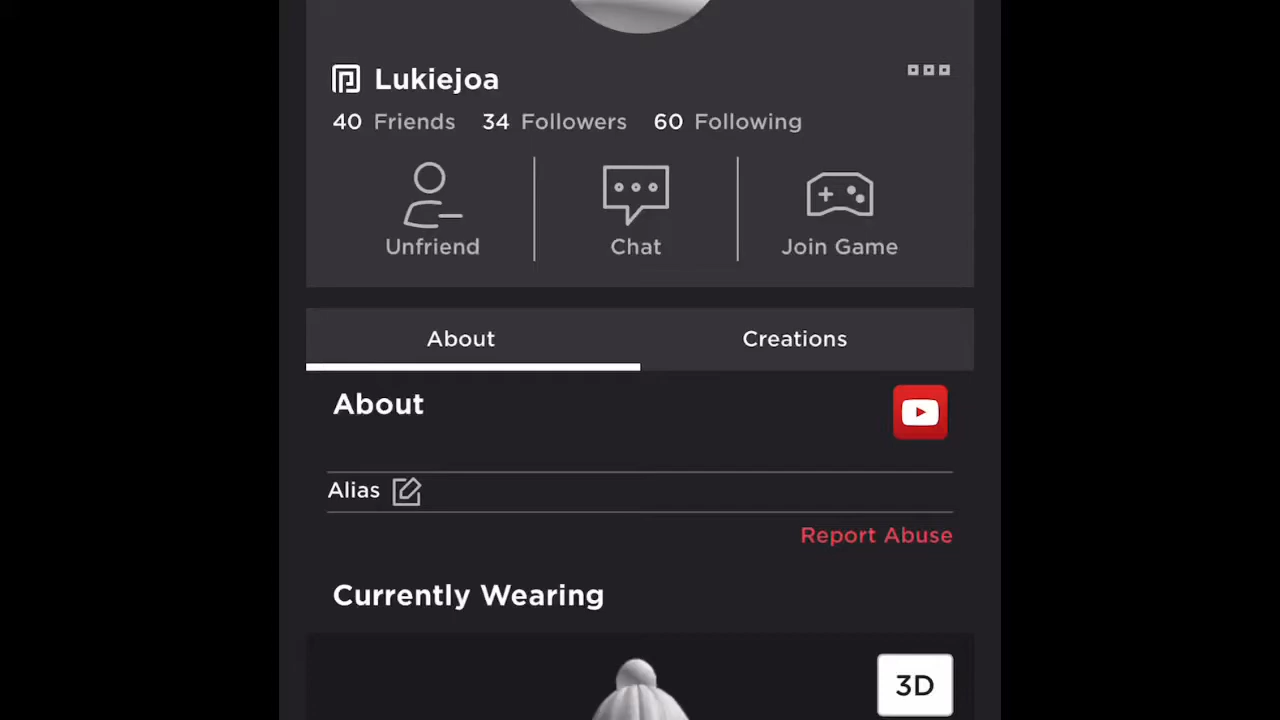 Lukiejoa
40 Friends 34 Followers 60 Following
Unfriend Chat Join Game
About Creations
About
Alias
Report Abuse
Currently Wearing
3D